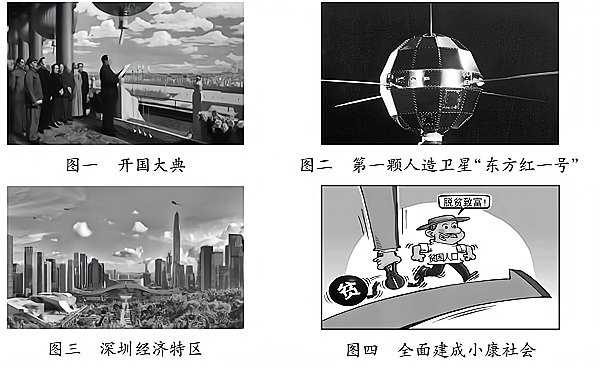 图一 开国大典
图二 第一颗人造卫星“东方红一号”
图三 深圳经济特区
脱贫致富！
贫困人口
贫
图四 全面建成小康社会